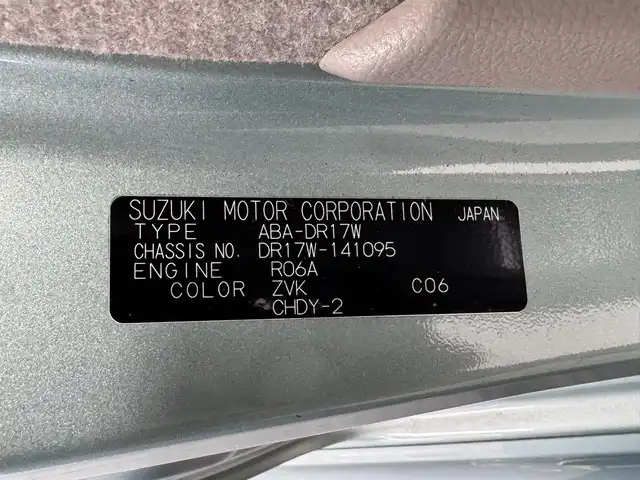 SUZUKI MOTOR CORPORATION JAPAN
TYPE ABA-DR17W
CHASSIS NO. DR17W-141095
ENGINE R06A
COLOR ZVK C06
CHDY-2